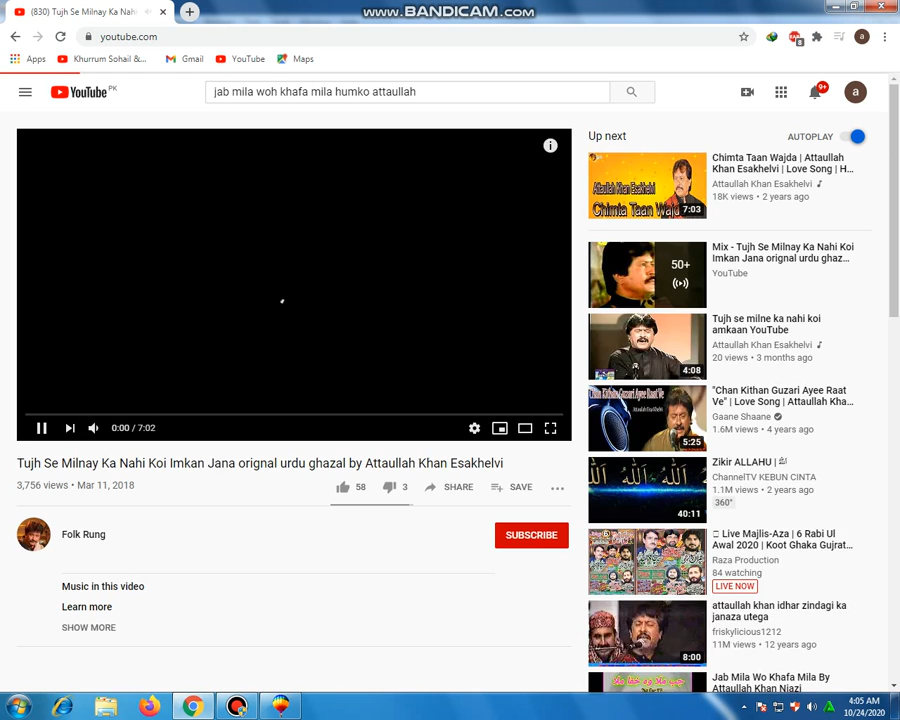 www.BANDICAM.com
(830) Tujh Se Milnay Ka Nahi
youtube.com
8
a
Apps
Khurrum Sohail &...
Gmail
YouTube
Maps
YouTube PK
jab mila woh khafa mila humko attaullah
9+
a
Up next
AUTOPLAY
Attaullah Khan Esakhelvi
Chimta Taan Wajd
7:03
Chimta Taan Wajda | Attaullah
Khan Esakhelvi | Love Song | H...
Attaullah Khan Esakhelvi
18K views • 2 years ago
50+
Mix - Tujh Se Milnay Ka Nahi Koi
Imkan Jana orignal urdu ghaz...
YouTube
4:08
Tujh se milne ka nahi koi
amkaan YouTube
Attaullah Khan Esakhelvi
20 views • 3 months ago
5:25
"Chan Kithan Guzari Ayee Raat
Ve" | Love Song | Attaullah Kha...
Gaane Shaane
1.6M views • 4 years ago
40:11
Zikir ALLAHU |
ChannelTV KEBUN CINTA
1.1M views • 2 years ago
360°
Live Majlis-Aza | 6 Rabi Ul
Awal 2020 | Koot Ghaka Gujrat...
Raza Production
84 watching
LIVE NOW
8:00
attaullah khan idhar zindagi ka
janaza utega
friskylicious1212
11M views • 12 years ago
Jab Mila Wo Khafa Mila By
Attaullah Khan Niazi
0:00 / 7:02
Tujh Se Milnay Ka Nahi Koi Imkan Jana orignal urdu ghazal by Attaullah Khan Esakhelvi
3,756 views • Mar 11, 2018
58
3
SHARE
SAVE
Folk Rung
SUBSCRIBE
Music in this video
Learn more
SHOW MORE
4:05 AM
10/24/2020